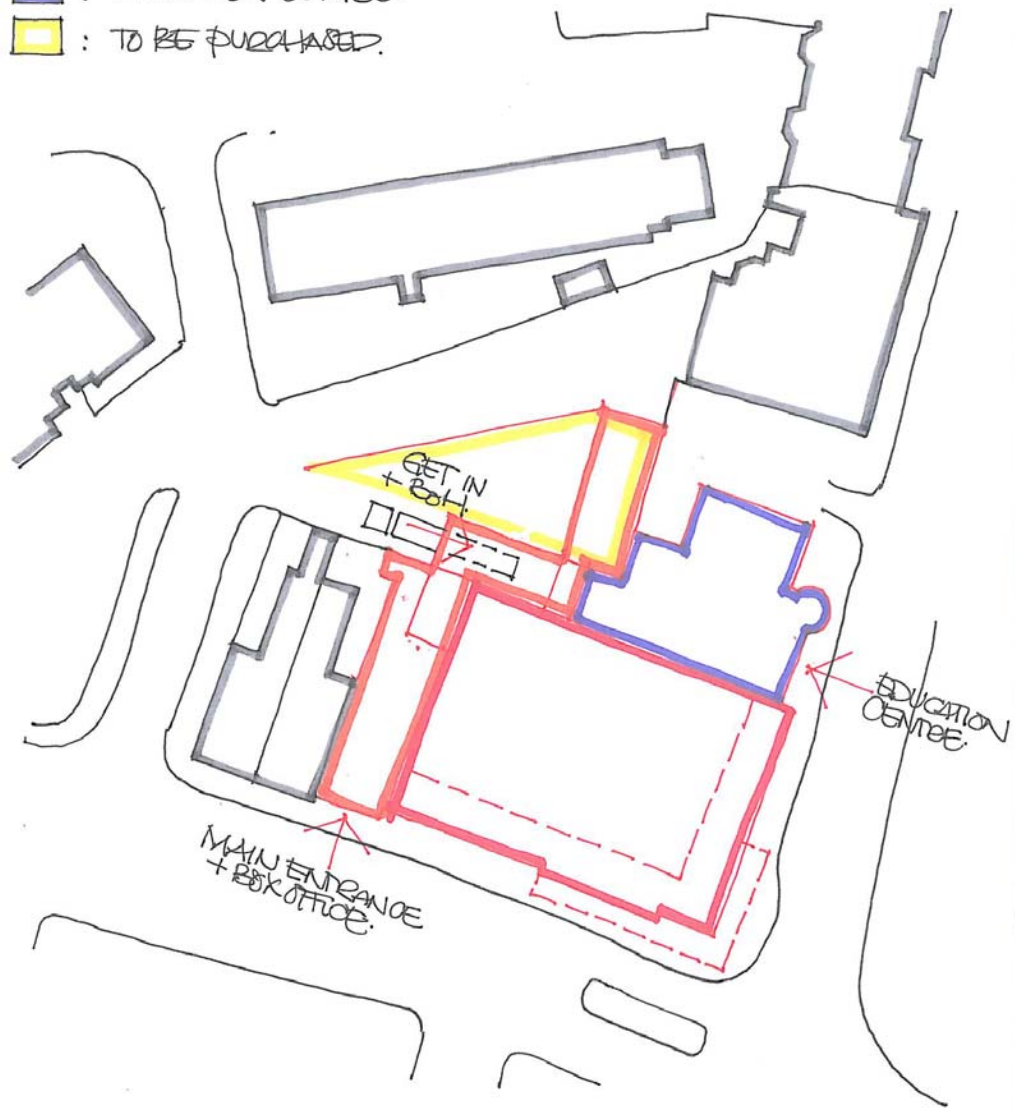 : TO BE PURCHASED.
GET IN
+ BOH.
EDUCATION
CENTRE.
MAIN ENTRANCE
+ BOX OFFICE.